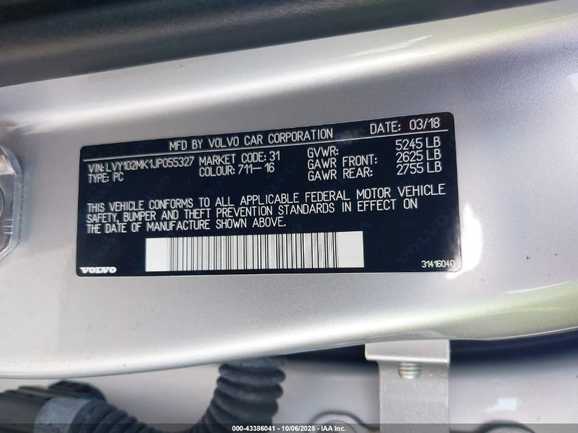 MFD BY VOLVO CAR CORPORATION DATE: 03/18
VIN: LVY102MK1JP055327 MARKET CODE: 31 GVWR: 5245 LB
TYPE: PC COLOUR: 711-16 GAWR FRONT: 2625 LB
GAWR REAR: 2755 LB
THIS VEHICLE CONFORMS TO ALL APPLICABLE FEDERAL MOTOR VEHICLE
SAFETY, BUMPER AND THEFT PREVENTION STANDARDS IN EFFECT ON
THE DATE OF MANUFACTURE SHOWN ABOVE.
VOLVO 31416040
000-43386041 - 10/06/2025 - IAA Inc.